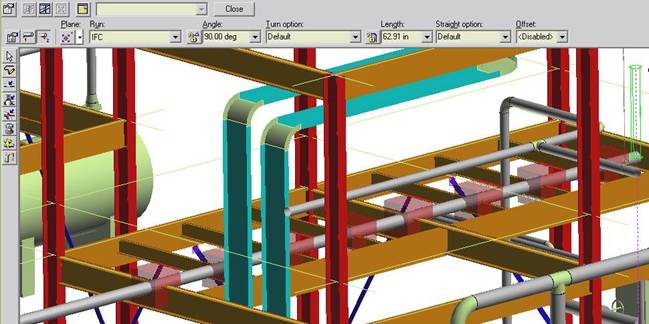 Close
Plane: Run: Angle: Turn option: Length: Straight option: Offset:
IFC 90.00 deg Default 62.91 in Default <Disabled>